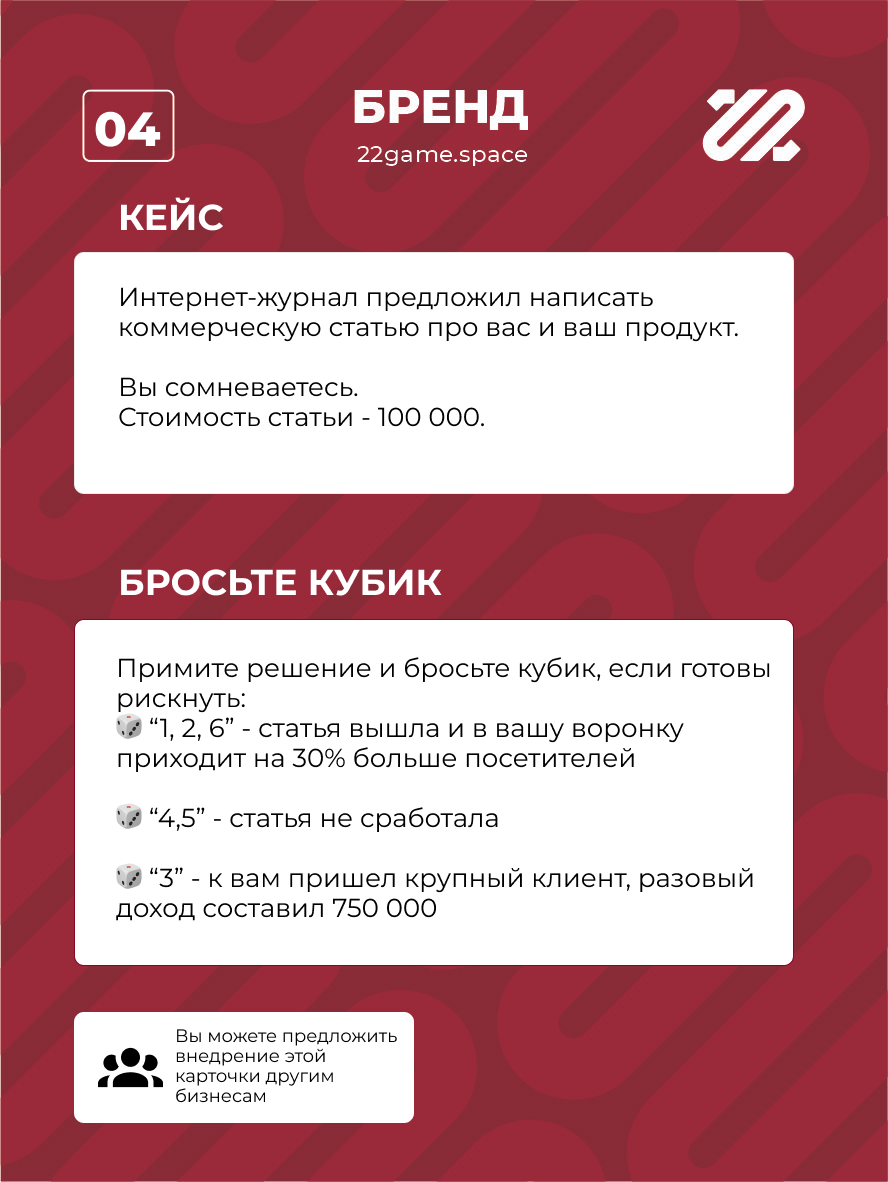 04
БРЕНД
22game.space
КЕЙС
Интернет-журнал предложил написать
коммерческую статью про вас и ваш продукт.
Вы сомневаетесь.
Стоимость статьи - 100 000.
БРОСЬТЕ КУБИК
Примите решение и бросьте кубик, если готовы
рискнуть:
🎲 “1, 2, 6” - статья вышла и в вашу воронку
приходит на 30% больше посетителей
🎲 “4,5” - статья не сработала
🎲 “3” - к вам пришел крупный клиент, разовый
доход составил 750 000
Вы можете предложить
внедрение этой
карточки другим
бизнесам